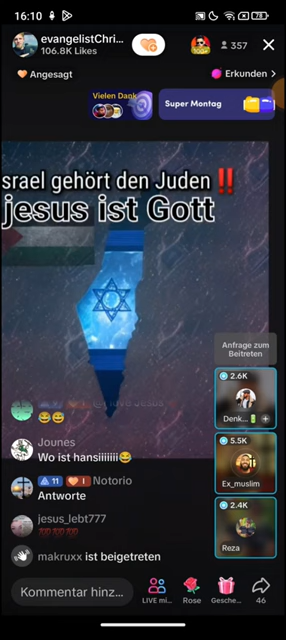 16:10
78
evangelistChri...
106.8K Likes
357
Angesagt
Erkunden >
Vielen Dank
Super Montag
srael gehört den Juden‼
jesus ist Gott
Anfrage zum
Beitreten
2.6K
Denk...
5.5K
Ex_muslim
2.4K
Reza
😅😅
Jounes
Wo ist hansiiiiiii😂
11 1 Notorio
Antworte
jesus_lebt777
makruxx ist beigetreten
Kommentar hinz...
LIVE mi...
Rose
Gesche...
46